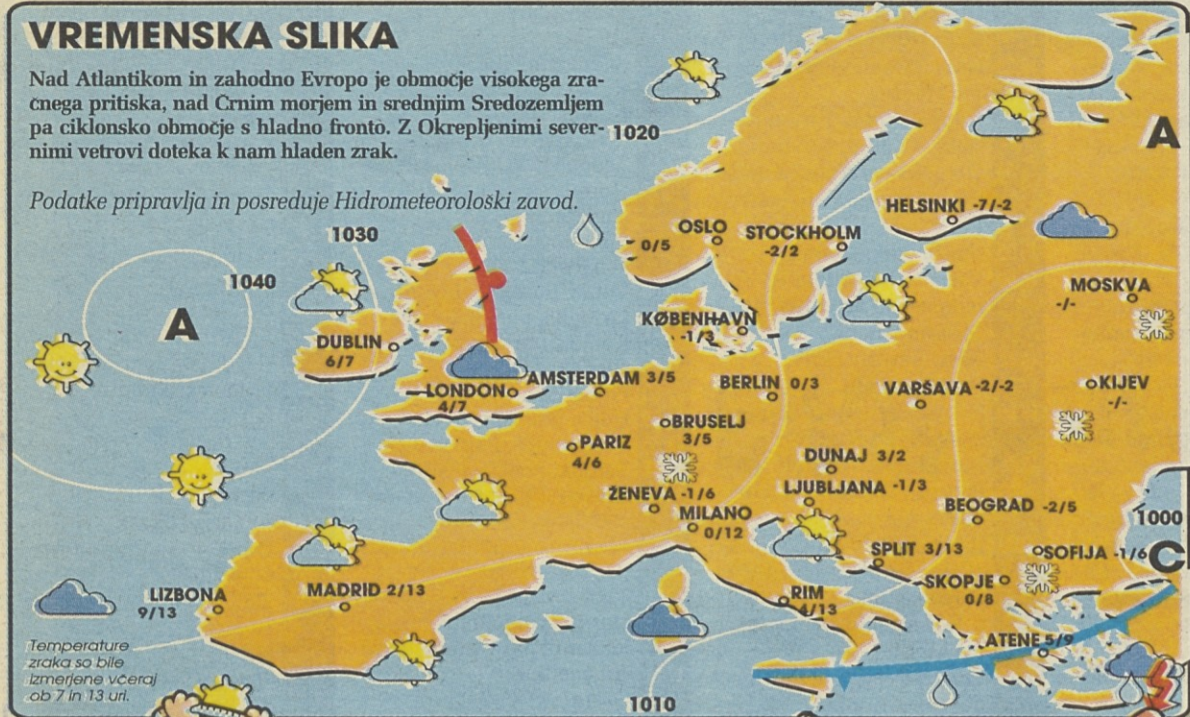 VREMENSKA SLIKA
Nad Atlantikom in zahodno Evropo je območje visokega zra-
čnega pritiska, nad Črnim morjem in srednjim Sredozemljem
pa ciklonsko območje s hladno fronto. Z Okrepljenimi sever-
nimi vetrovi doteka k nam hladen zrak.
Podatke pripravlja in posreduje Hidrometeorološki zavod.
1020
A
HELSINKI -7/-2
OSLO
0/5
STOCKHOLM
-2/2
1030
1040
A
MOSKVA
-/-
KØBENHAVN
-1/3
DUBLIN
6/7
LONDON
4/7
AMSTERDAM 3/5
BERLIN 0/3
VARŠAVA -2/-2
KIJEV
-/-
BRUSELJ
3/5
PARIZ
4/6
DUNAJ 3/2
ŽENEVA -1/6
LJUBLJANA -1/3
MILANO
0/12
BEOGRAD -2/5
1000
C
SPLIT 3/13
SOFIJA -1/6
SKOPJE
0/8
LIZBONA
9/13
MADRID 2/13
RIM
4/13
ATENE 5/9
Temperature
zraka so bile
izmerjene včeraj
ob 7 in 13 uri.
1010